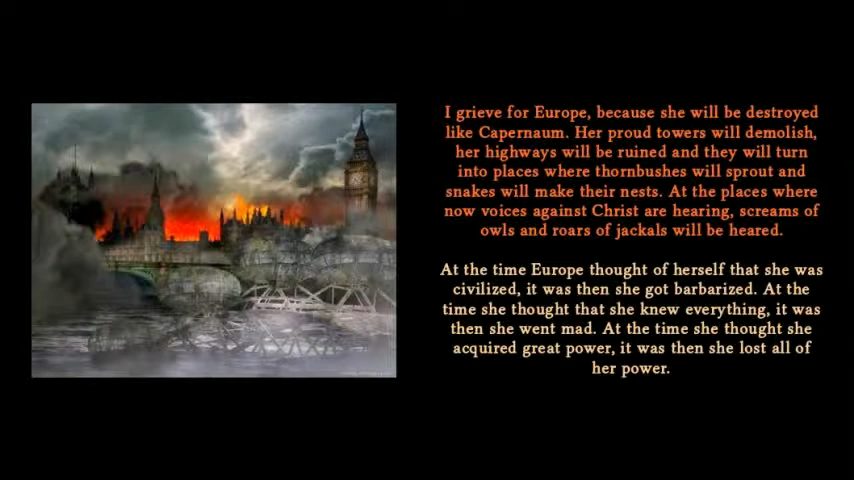 I grieve for Europe, because she will be destroyed
like Capernaum. Her proud towers will demolish,
her highways will be ruined and they will turn
into places where thornbushes will sprout and
snakes will make their nests. At the places where
now voices against Christ are hearing, screams of
owls and roars of jackals will be heared.
At the time Europe thought of herself that she was
civilized, it was then she got barbarized. At the
time she thought that she knew everything, it was
then she went mad. At the time she thought she
acquired great power, it was then she lost all of
her power.